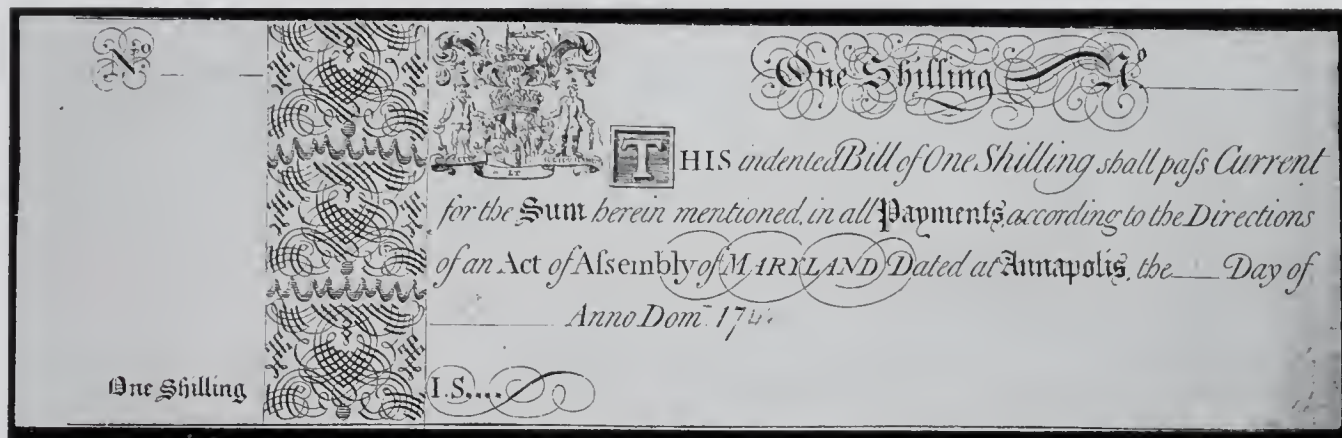 No
One Shilling No
THIS indented Bill of One Shilling shall paſs Current
for the Sum herein mentioned, in all Payments, according to the Directions
of an Act of Aſsembly of MARYLAND Dated at Annapolis, the Day of
Anno Dom. 174
One Shilling
I.S....